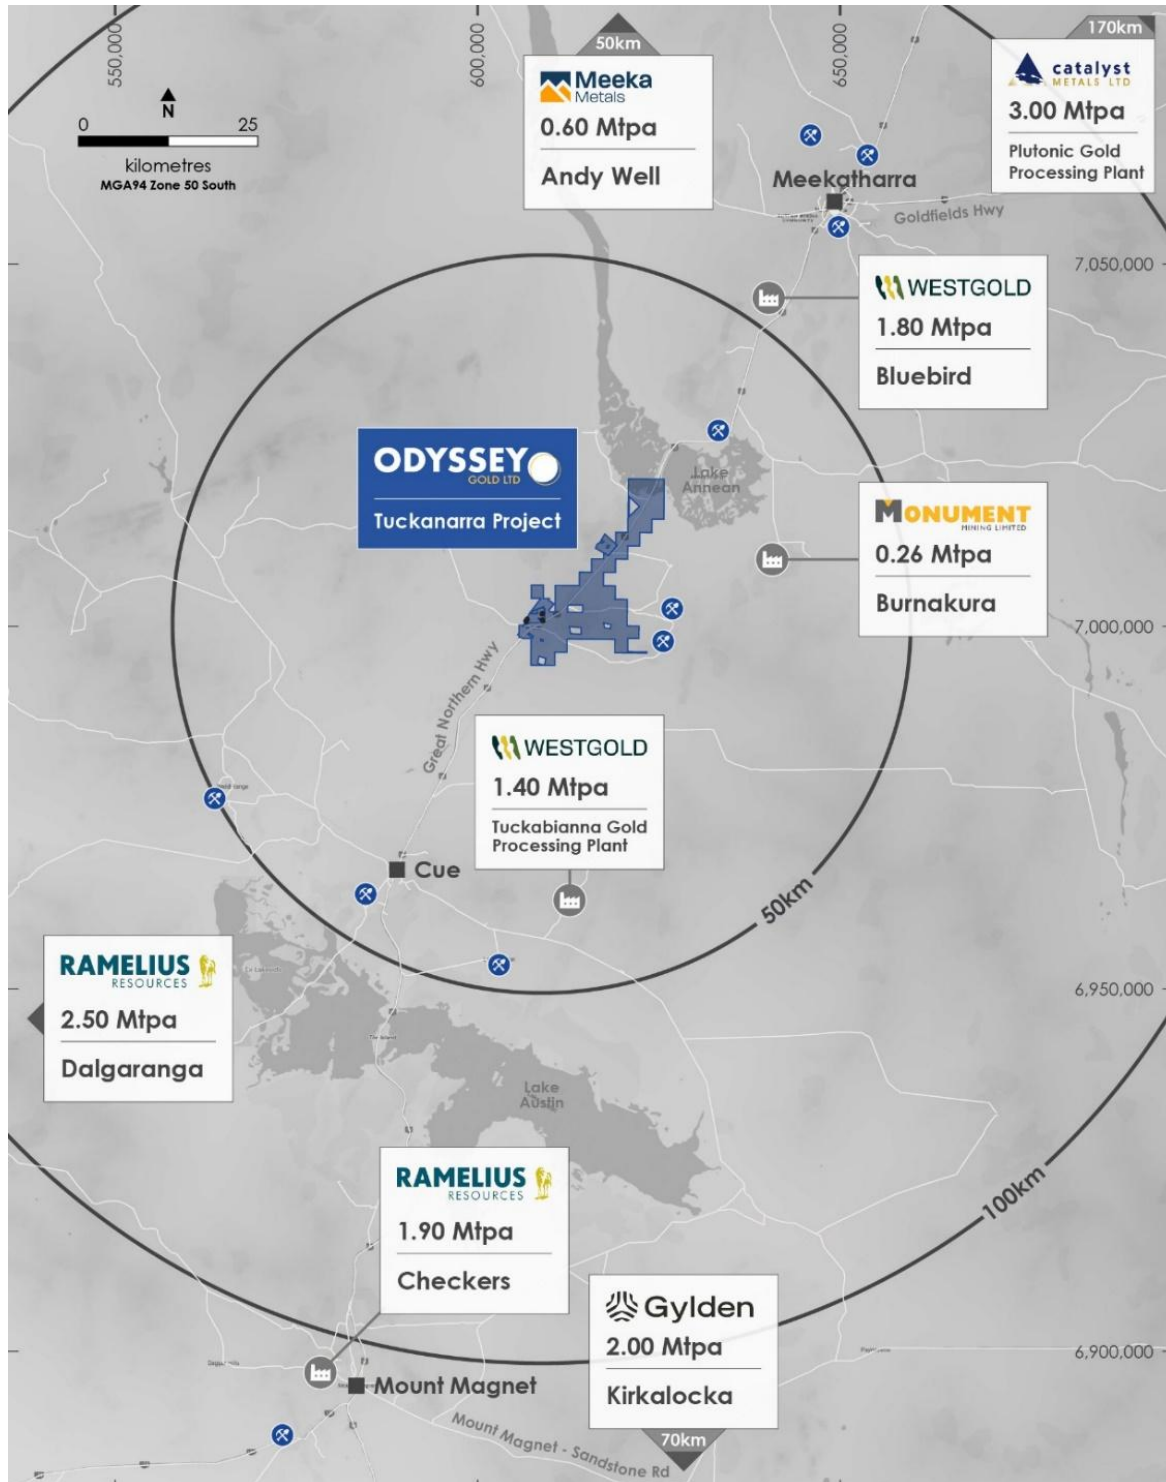 550,000
600,000
650,000
50km
170km
Meeka
Metals
0.60 Mtpa
Andy Well
catalyst
METALS LTD
3.00 Mtpa
Plutonic Gold
Processing Plant
N
0 25
kilometres
MGA94 Zone 50 South
Meekatharra
Goldfields Hwy
7,050,000
WESTGOLD
1.80 Mtpa
Bluebird
ODYSSEY
GOLD LTD
Tuckanarra Project
Lake
Annean
MONUMENT
MINING LIMITED
0.26 Mtpa
Burnakura
7,000,000
Great Northern Hwy
WESTGOLD
1.40 Mtpa
Tuckabianna Gold
Processing Plant
Cue
50km
RAMELIUS
RESOURCES
2.50 Mtpa
Dalgaranga
6,950,000
The Island
Lake
Austin
RAMELIUS
RESOURCES
1.90 Mtpa
Checkers
100km
Gylden
2.00 Mtpa
Kirkalocka
6,900,000
Mount Magnet
Mount Magnet - Sandstone Rd
70km